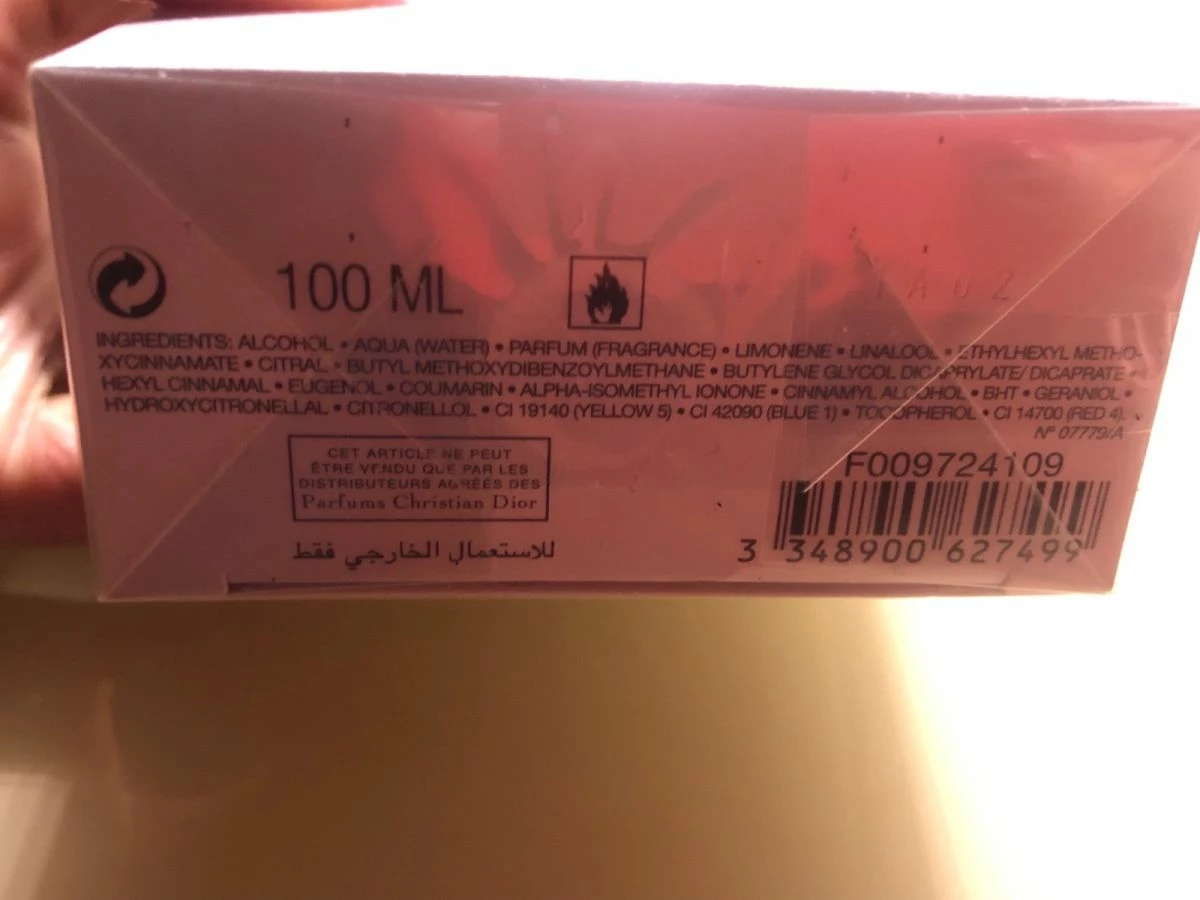 100 ML
INGREDIENTS: ALCOHOL • AQUA (WATER) • PARFUM (FRAGRANCE) • LIMONENE • LINALOOL • ETHYLHEXYL METHO-
XYCINNAMATE • CITRAL • BUTYL METHOXYDIBENZOYLMETHANE • BUTYLENE GLYCOL DICAPRYLATE/ DICAPRATE •
HEXYL CINNAMAL • EUGENOL • COUMARIN • ALPHA-ISOMETHYL IONONE • CINNAMYL ALCOHOL • BHT • GERANIOL •
HYDROXYCITRONELLAL • CITRONELLOL • CI 19140 (YELLOW 5) • CI 42090 (BLUE 1) • TOCOPHEROL • CI 14700 (RED 4).
N° 07779/A
CET ARTICLE NE PEUT
ÊTRE VENDU QUE PAR LES
DISTRIBUTEURS AGRÉÉS DES
Parfums Christian Dior
للاستعمال الخارجي فقط
F009724109
3 348900 627499